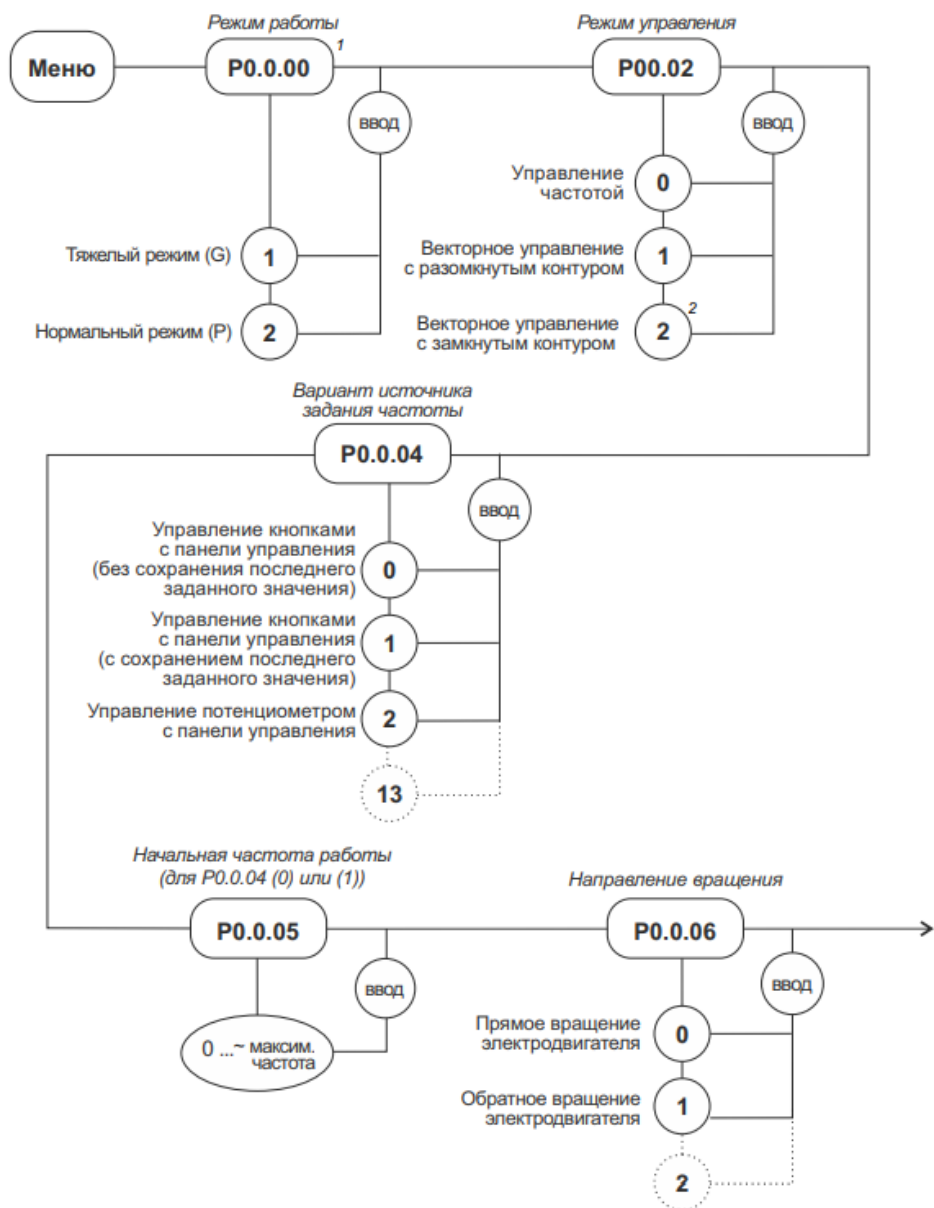 Режим работы
Режим управления
Меню
P0.0.00
1
P00.02
ввод
ввод
Управление
частотой
0
Тяжелый режим (G)
1
Векторное управление
с разомкнутым контуром
1
Нормальный режим (P)
2
Векторное управление
с замкнутым контуром
2
2
Вариант источника
задания частоты
P0.0.04
ввод
Управление кнопками
с панели управления
(без сохранения последнего
заданного значения)
0
Управление кнопками
с панели управления
(с сохранением последнего
заданного значения)
1
Управление потенциометром
с панели управления
2
13
Начальная частота работы
(для P0.0.04 (0) или (1))
Направление вращения
P0.0.05
P0.0.06
ввод
ввод
0 ...~ максим.
частота
Прямое вращение
электродвигателя
0
Обратное вращение
электродвигателя
1
2